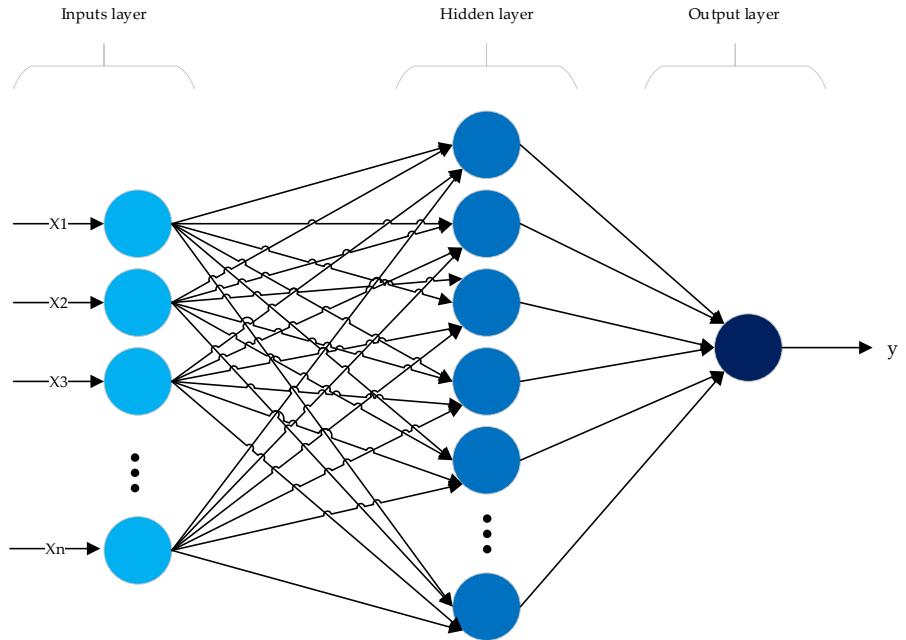 Inputs layer
Hidden layer
Output layer
X1
X2
X3
Xn
y